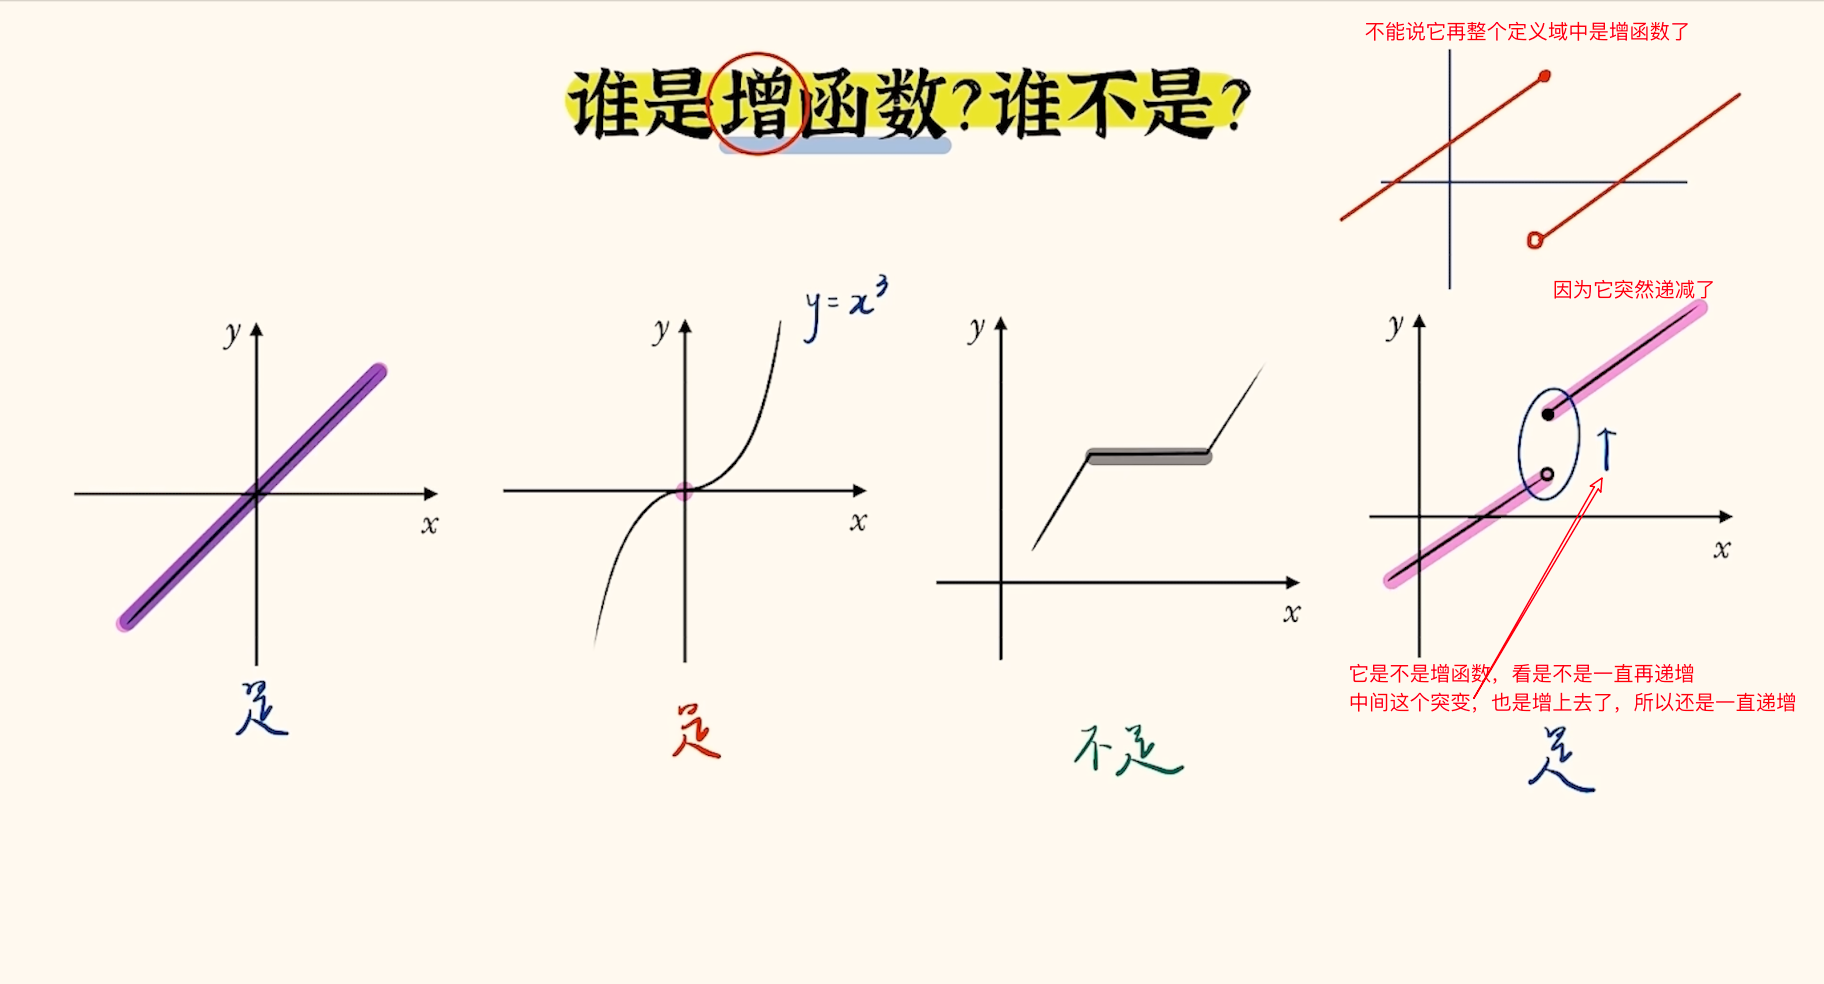 不能说它再整个定义域中是增函数了
谁是增函数?谁不是?
因为它突然递减了
y=x³
y
y
y
y
x
x
x
x
它是不是增函数，看是不是一直再递增
中间这个突变，也是增上去了，所以还是一直递增
是
是
不是
是